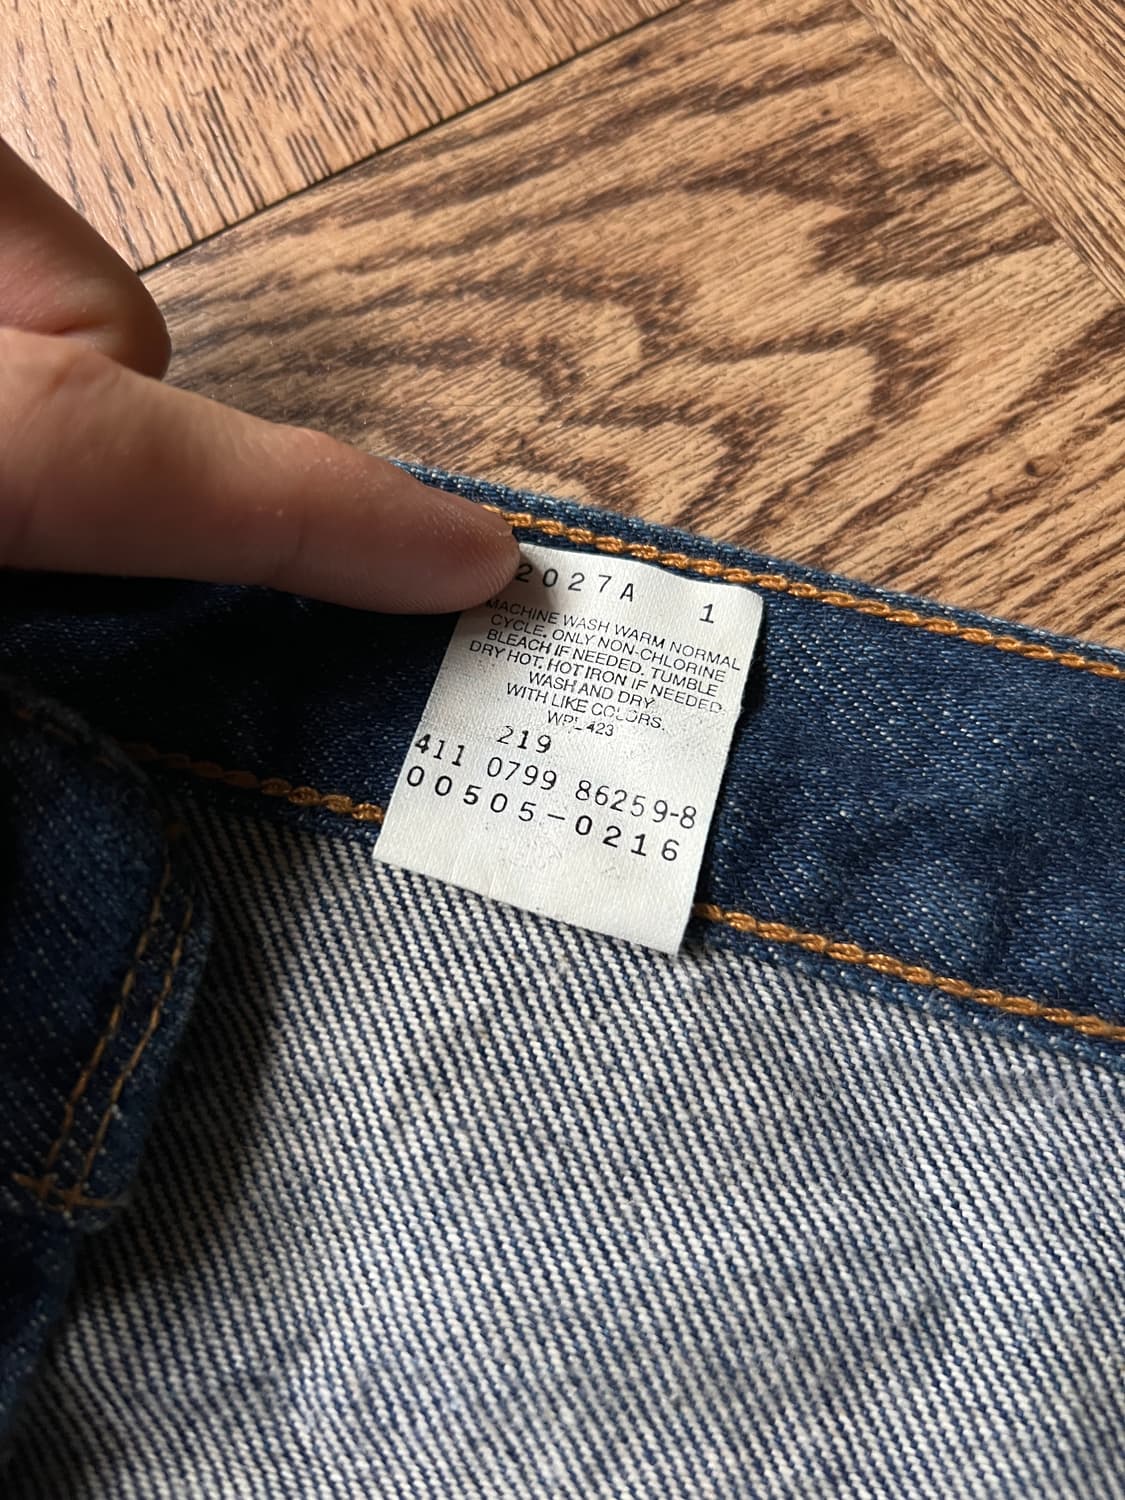 2027A 1
MACHINE WASH WARM NORMAL
CYCLE. ONLY NON-CHLORINE
BLEACH IF NEEDED. TUMBLE
DRY HOT. HOT IRON IF NEEDED.
WASH AND DRY
WITH LIKE COLORS.
WPL 423
219
411 0799 86259-8
00505-0216